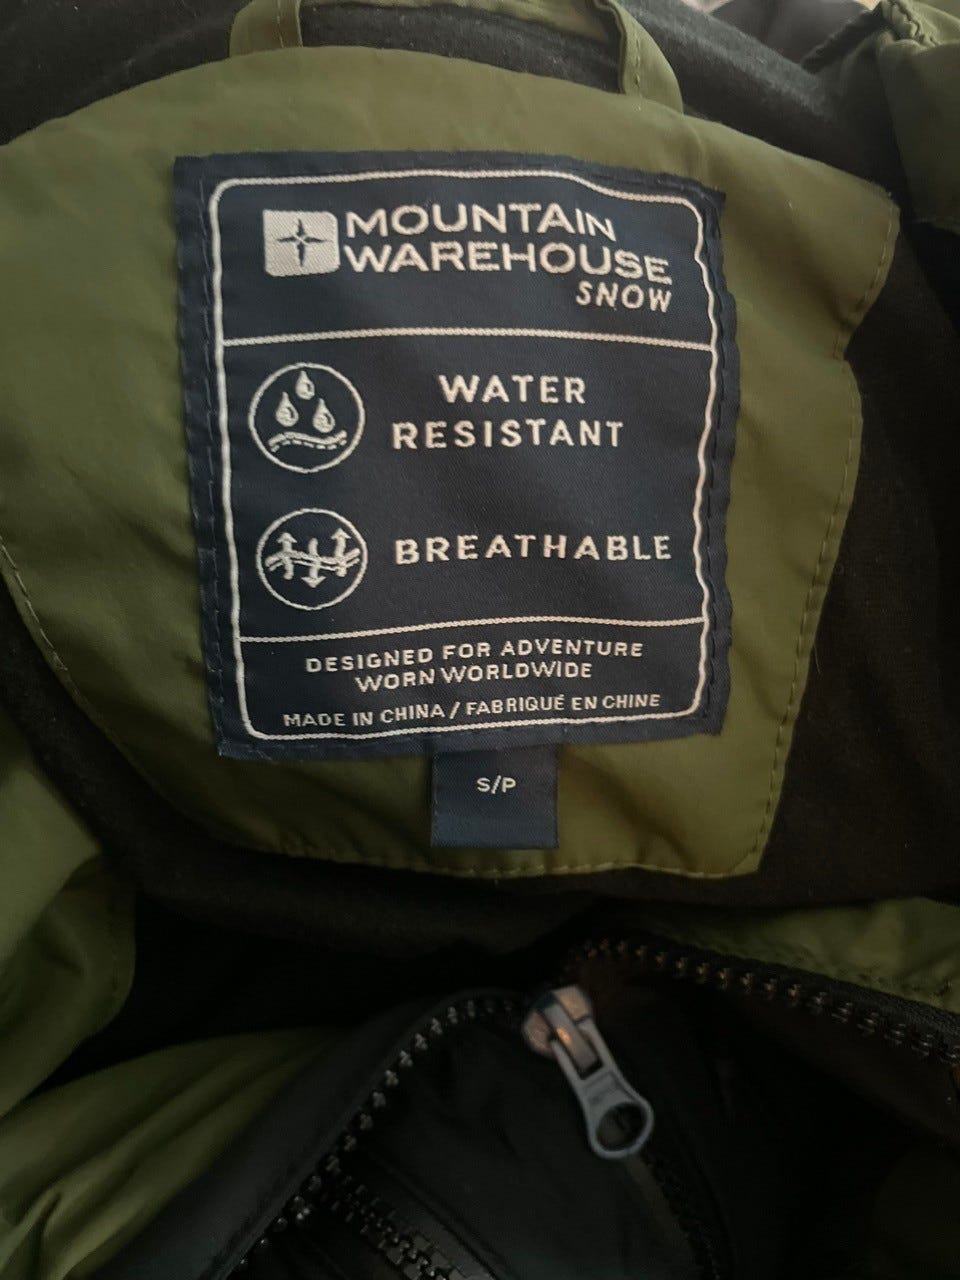 MOUNTAIN
WAREHOUSE
SNOW
WATER
RESISTANT
BREATHABLE
DESIGNED FOR ADVENTURE
WORN WORLDWIDE
MADE IN CHINA / FABRIQUÉ EN CHINE
S/P